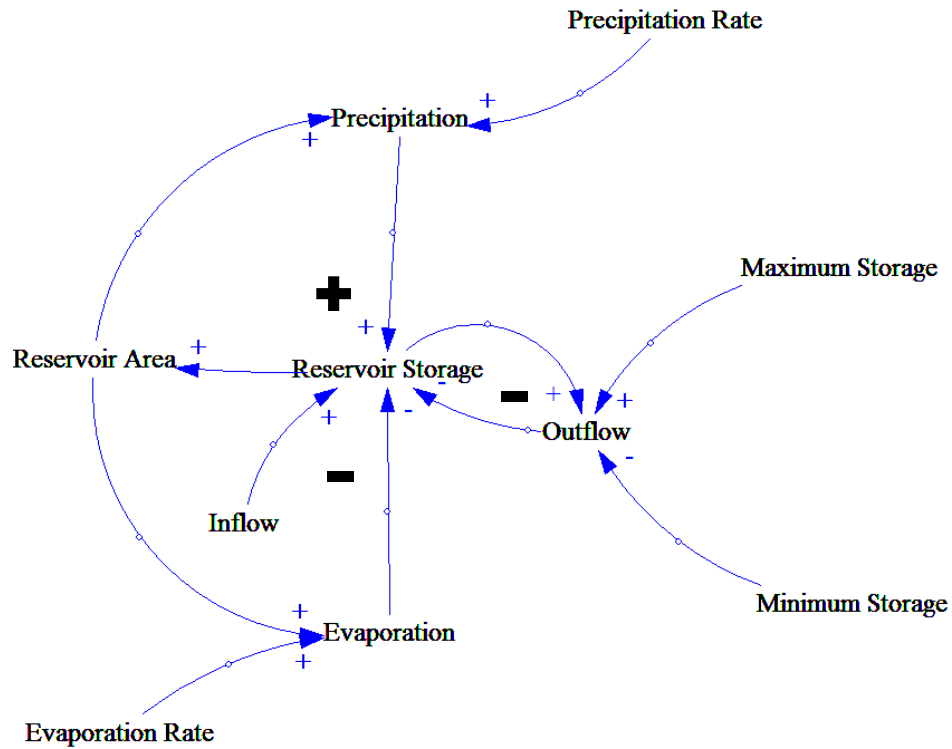 Precipitation Rate
+
Precipitation
+
Maximum Storage
+
+
Reservoir Area
+
Reservoir Storage
-
-
+
+
-
+
Outflow
-
-
Inflow
Minimum Storage
+
Evaporation
+
Evaporation Rate